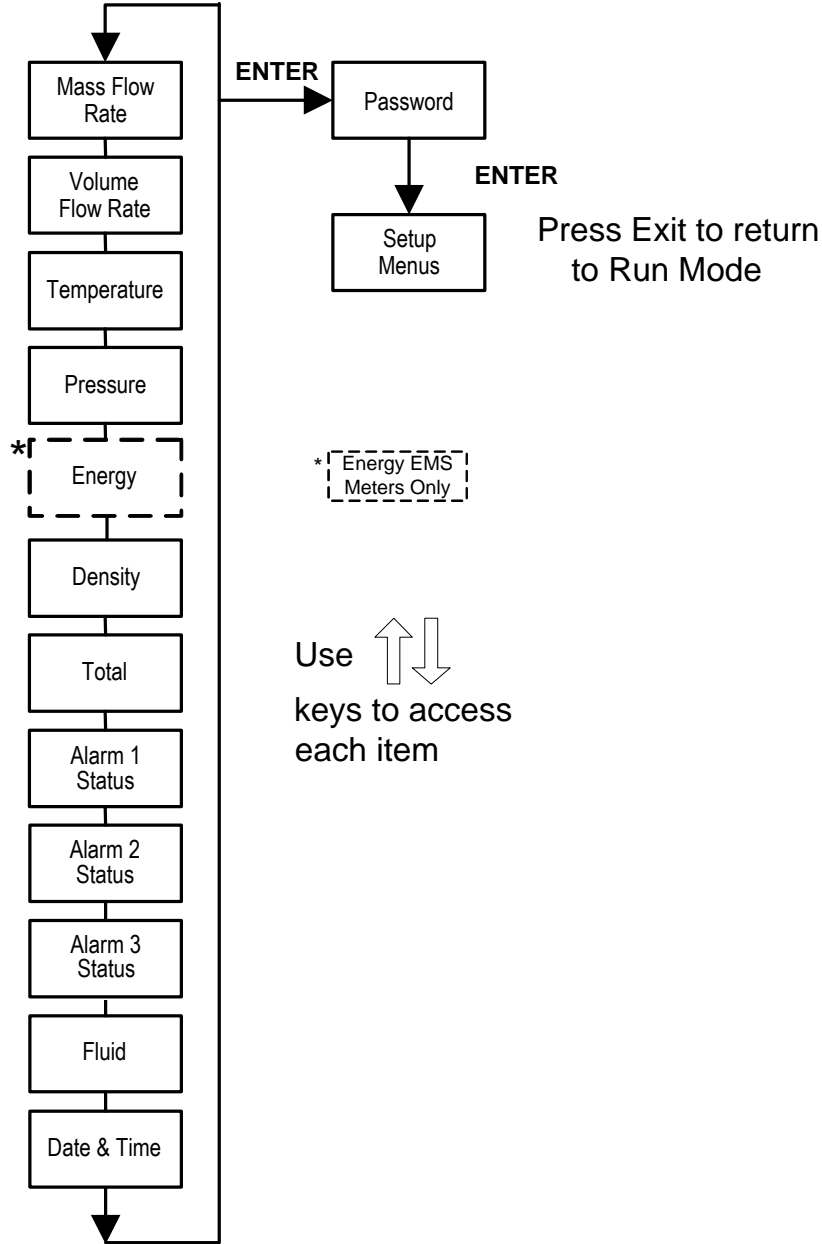 Mass Flow
Rate
Volume
Flow Rate
Temperature
Pressure
*
Energy
Density
Total
Alarm 1
Status
Alarm 2
Status
Alarm 3
Status
Fluid
Date & Time
ENTER
Password
ENTER
Setup
Menus
Press Exit to return
to Run Mode
* Energy EMS
Meters Only
Use
keys to access
each item